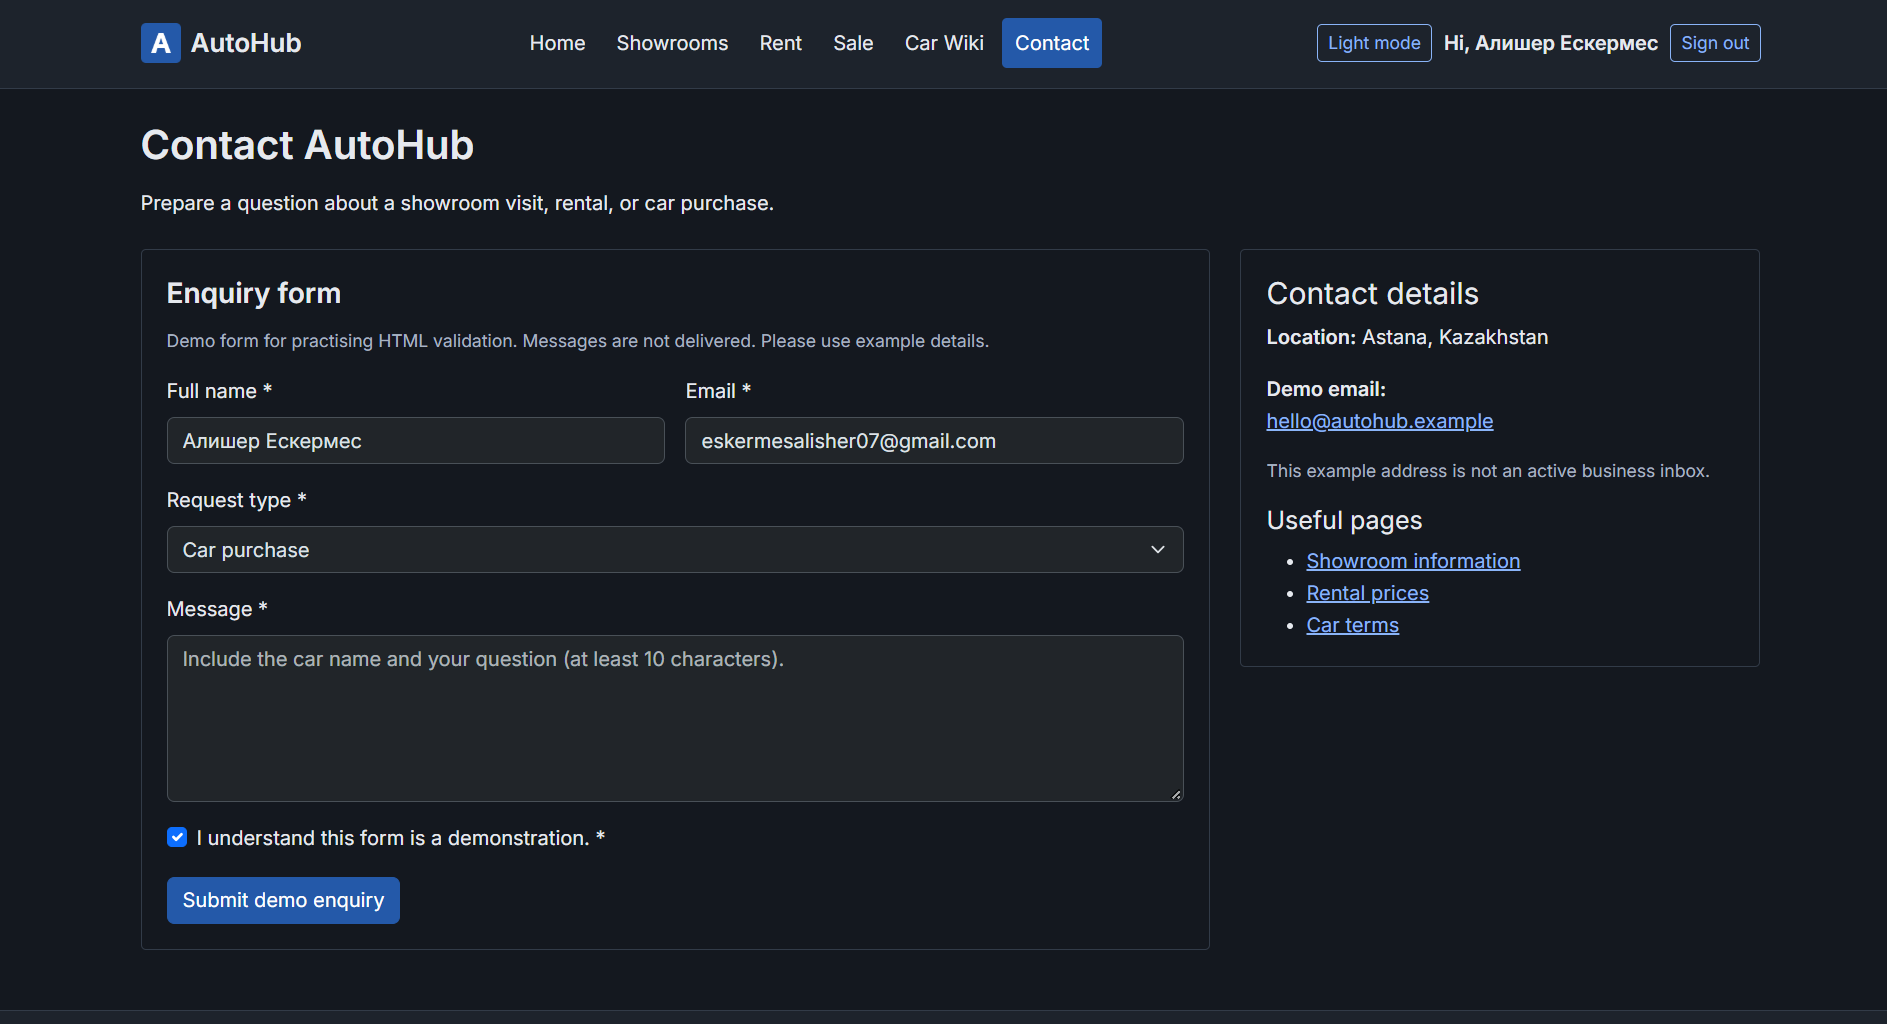 A AutoHub
Home Showrooms Rent Sale Car Wiki Contact
Light mode Hi, Алишер Ескермес Sign out
Contact AutoHub
Prepare a question about a showroom visit, rental, or car purchase.
Enquiry form
Demo form for practising HTML validation. Messages are not delivered. Please use example details.
Full name *
Алишер Ескермес
Email *
eskermesalisher07@gmail.com
Request type *
Car purchase
Message *
Include the car name and your question (at least 10 characters).
I understand this form is a demonstration. *
Submit demo enquiry
Contact details
Location: Astana, Kazakhstan
Demo email:
hello@autohub.example
This example address is not an active business inbox.
Useful pages
Showroom information
Rental prices
Car terms